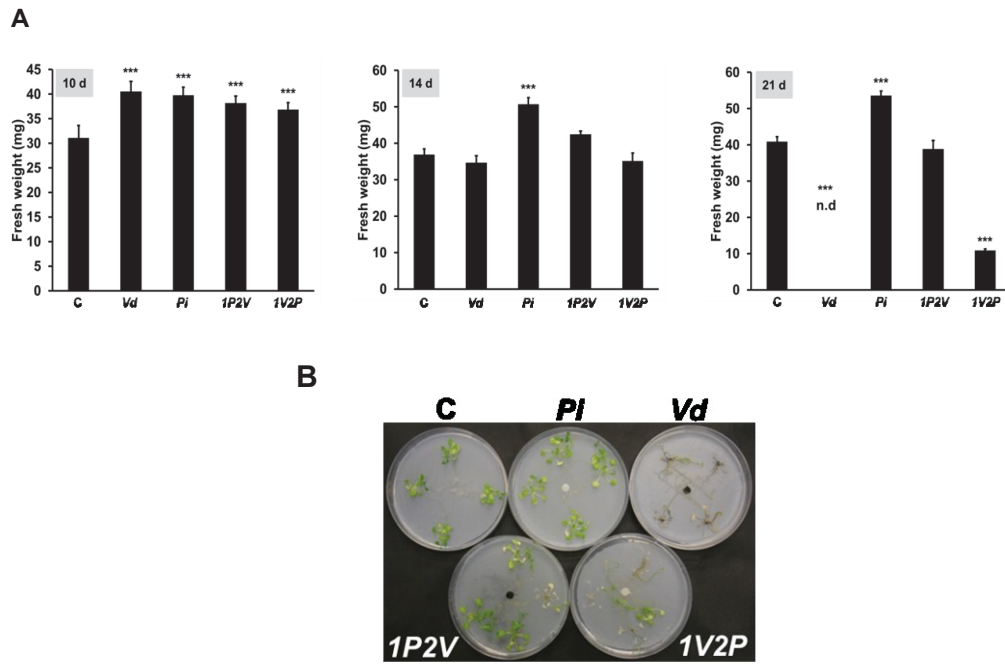 A
10 d
Fresh weight (mg)
45
40
35
30
25
20
15
10
5
0
***
***
***
***
C
Vd
Pi
1P2V
1V2P
14 d
Fresh weight (mg)
60
50
40
30
20
10
0
***
C
Vd
Pi
1P2V
1V2P
21 d
Fresh weight (mg)
60
50
40
30
20
10
0
***
n.d
***
***
C
Vd
Pi
1P2V
1V2P
B
C
Pi
Vd
1P2V
1V2P